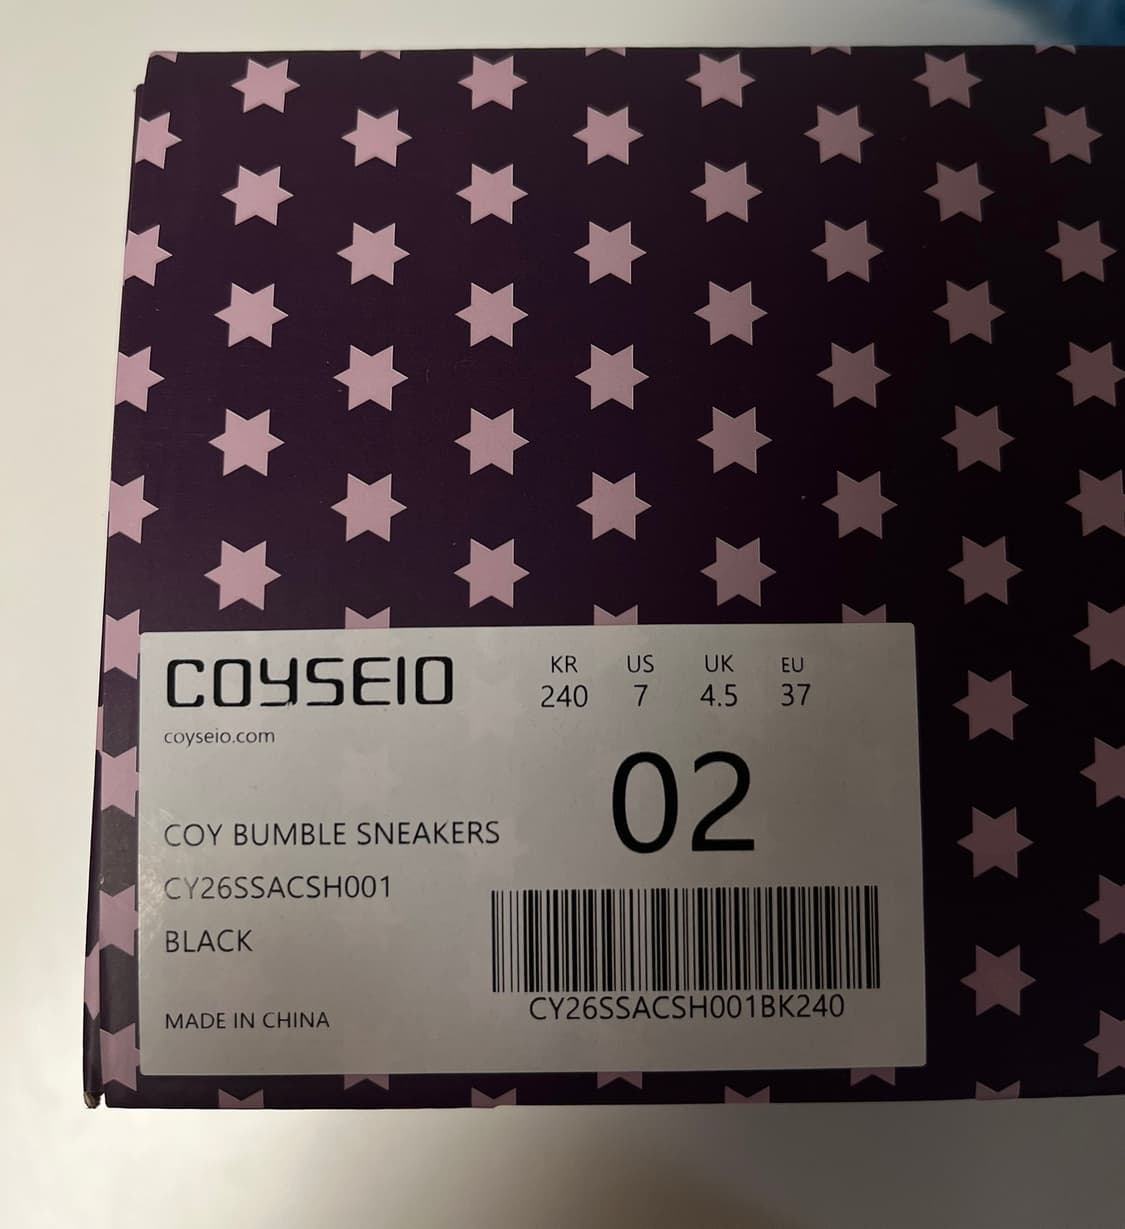 COYSEIO
coyseio.com
KR US UK EU
240 7 4.5 37
02
COY BUMBLE SNEAKERS
CY26SSACSH001
BLACK
MADE IN CHINA
CY26SSACSH001BK240